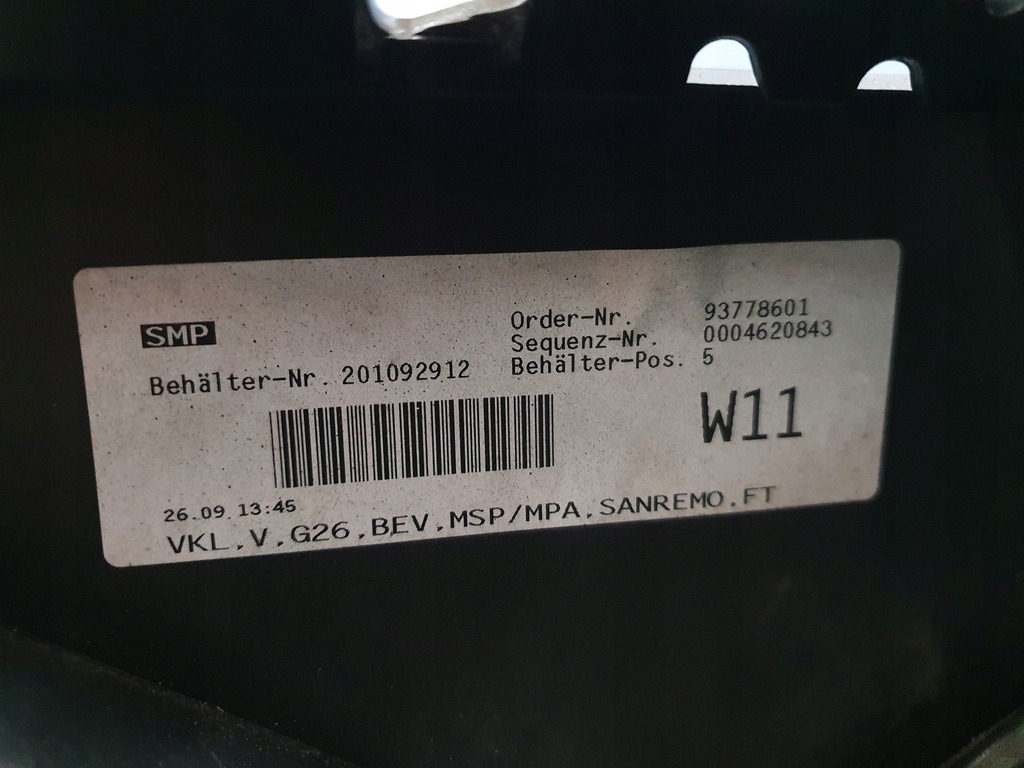 SMP
Order-Nr. 93778601
Sequenz-Nr. 0004620843
Behälter-Pos. 5
Behälter-Nr. 201092912
W11
26.09. 13:45
VKL.V.G26.BEV.MSP/MPA.SANREMO.FT